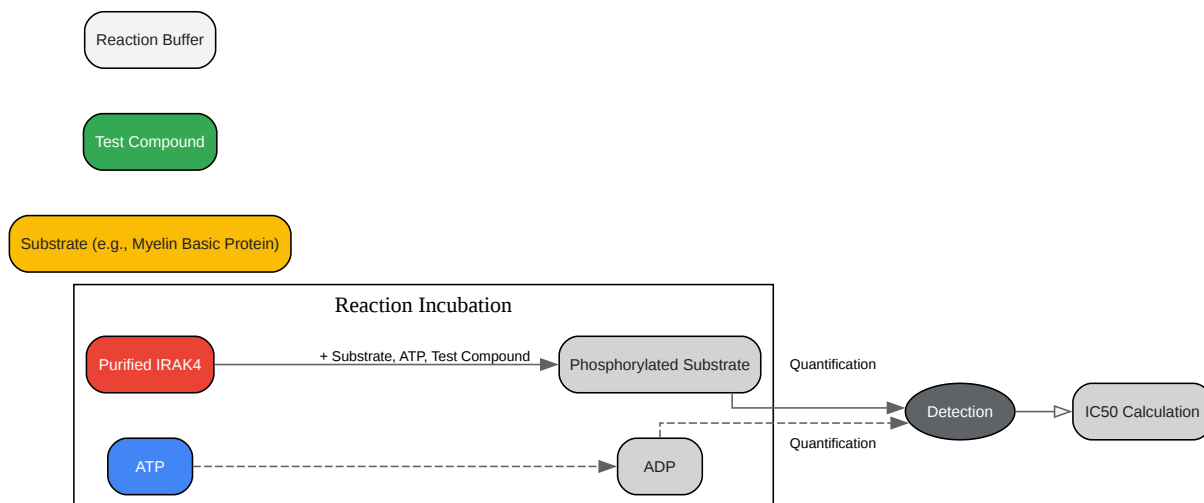 Reaction Buffer
Test Compound
Substrate (e.g., Myelin Basic Protein)
Reaction Incubation
Purified IRAK4
+ Substrate, ATP, Test Compound
Phosphorylated Substrate
Quantification
Detection
IC50 Calculation
Quantification
ATP
ADP